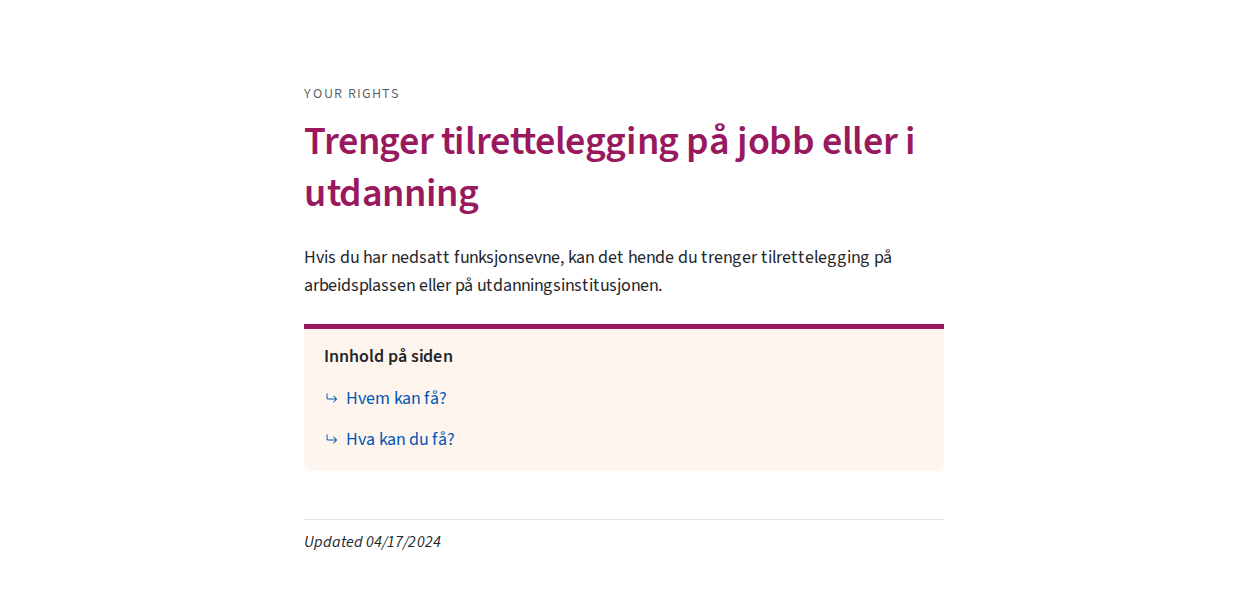 YOUR RIGHTS
Trenger tilrettelegging på jobb eller i
utdanning
Hvis du har nedsatt funksjonsevne, kan det hende du trenger tilrettelegging på
arbeidsplassen eller på utdanningsinstitusjonen.
Innhold på siden
Hvem kan få?
Hva kan du få?
Updated 04/17/2024